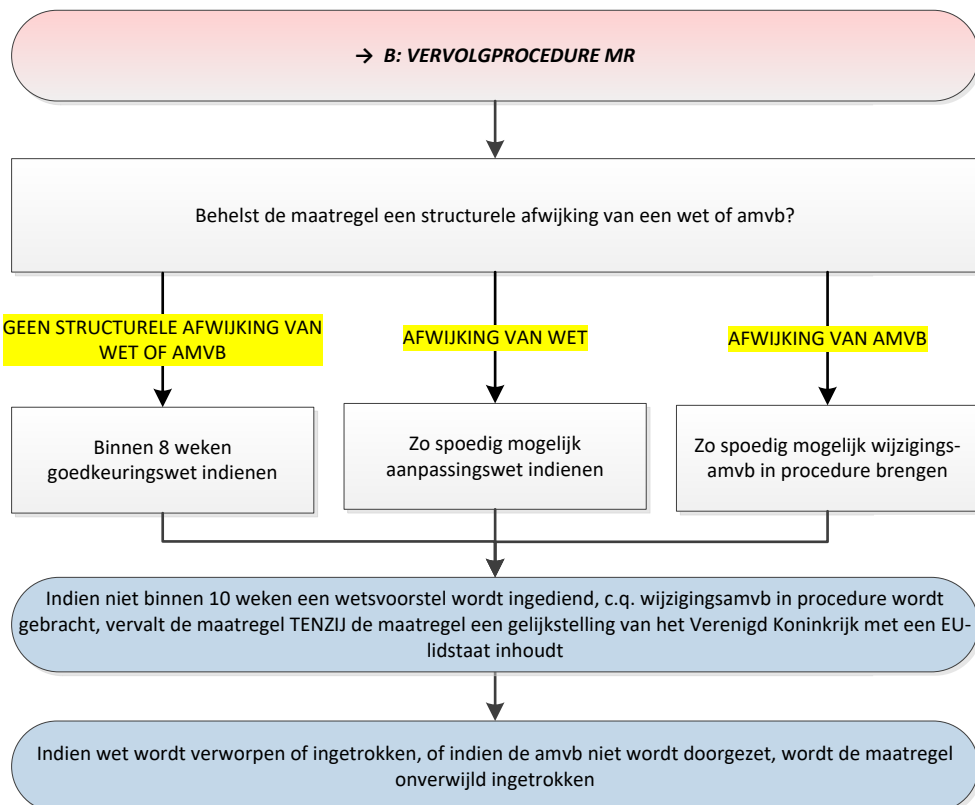 → B: VERVOLGPROCEDURE MR
Behelst de maatregel een structurele afwijking van een wet of amvb?
GEEN STRUCTURELE AFWIJKING VAN
WET OF AMVB
AFWIJKING VAN WET
AFWIJKING VAN AMVB
Binnen 8 weken
goedkeuringswet indienen
Zo spoedig mogelijk
aanpassingswet indienen
Zo spoedig mogelijk wijzigings-
amvb in procedure brengen
Indien niet binnen 10 weken een wetsvoorstel wordt ingediend, c.q. wijzigingsamvb in procedure wordt
gebracht, vervalt de maatregel TENZIJ de maatregel een gelijkstelling van het Verenigd Koninkrijk met een EU-
lidstaat inhoudt
Indien wet wordt verworpen of ingetrokken, of indien de amvb niet wordt doorgezet, wordt de maatregel
onverwijld ingetrokken